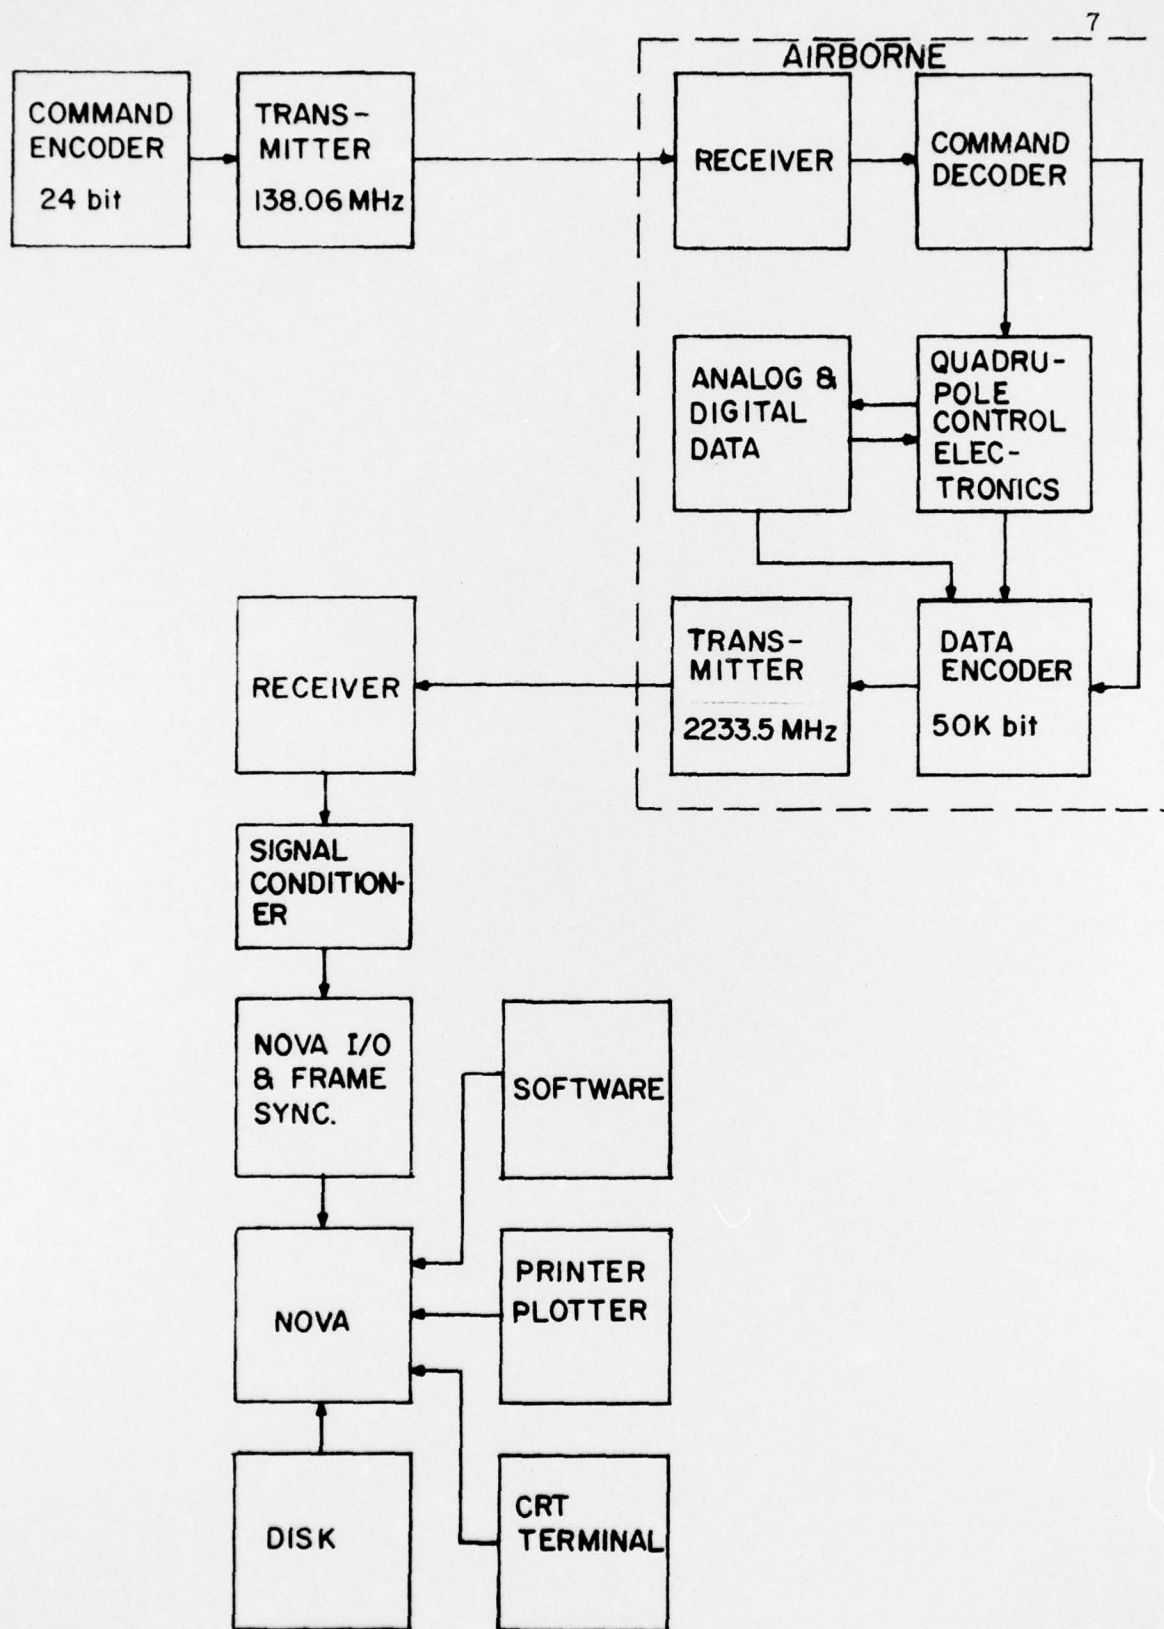 7
AIRBORNE
COMMAND
ENCODER
24 bit
TRANS-
MITTER
138.06 MHz
RECEIVER
COMMAND
DECODER
ANALOG &
DIGITAL
DATA
QUADRU-
POLE
CONTROL
ELEC-
TRONICS
RECEIVER
TRANS-
MITTER
2233.5 MHz
DATA
ENCODER
50K bit
SIGNAL
CONDITION-
ER
NOVA I/O
& FRAME
SYNC.
SOFTWARE
NOVA
PRINTER
PLOTTER
DISK
CRT
TERMINAL